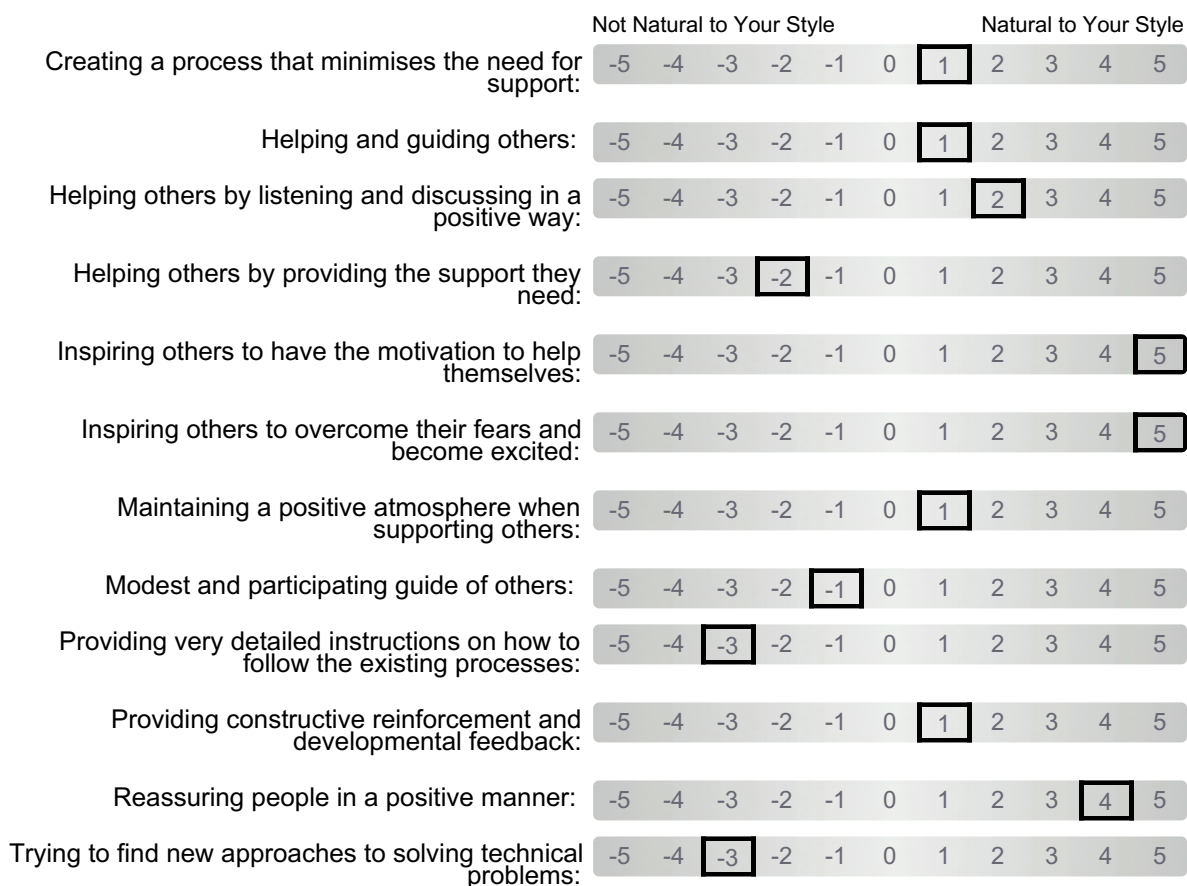 Not Natural to Your Style Natural to Your Style
Creating a process that minimises the need for
support:
-5 -4 -3 -2 -1 0 1 2 3 4 5
Helping and guiding others:
-5 -4 -3 -2 -1 0 1 2 3 4 5
Helping others by listening and discussing in a
positive way:
-5 -4 -3 -2 -1 0 1 2 3 4 5
Helping others by providing the support they
need:
-5 -4 -3 -2 -1 0 1 2 3 4 5
Inspiring others to have the motivation to help
themselves:
-5 -4 -3 -2 -1 0 1 2 3 4 5
Inspiring others to overcome their fears and
become excited:
-5 -4 -3 -2 -1 0 1 2 3 4 5
Maintaining a positive atmosphere when
supporting others:
-5 -4 -3 -2 -1 0 1 2 3 4 5
Modest and participating guide of others:
-5 -4 -3 -2 -1 0 1 2 3 4 5
Providing very detailed instructions on how to
follow the existing processes:
-5 -4 -3 -2 -1 0 1 2 3 4 5
Providing constructive reinforcement and
developmental feedback:
-5 -4 -3 -2 -1 0 1 2 3 4 5
Reassuring people in a positive manner:
-5 -4 -3 -2 -1 0 1 2 3 4 5
Trying to find new approaches to solving technical
problems:
-5 -4 -3 -2 -1 0 1 2 3 4 5